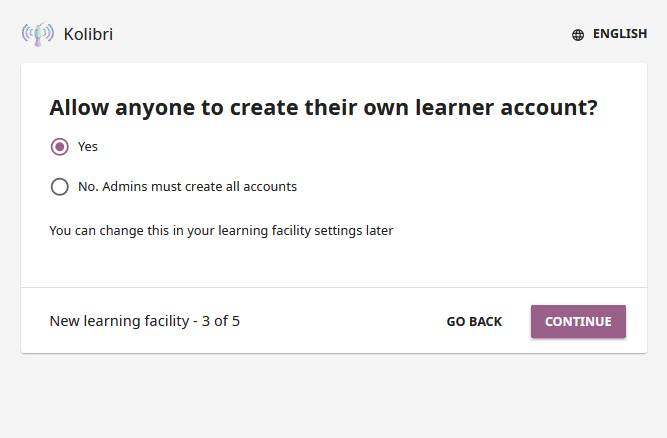 Kolibri
ENGLISH
Allow anyone to create their own learner account?
Yes
No. Admins must create all accounts
You can change this in your learning facility settings later
New learning facility - 3 of 5
GO BACK
CONTINUE